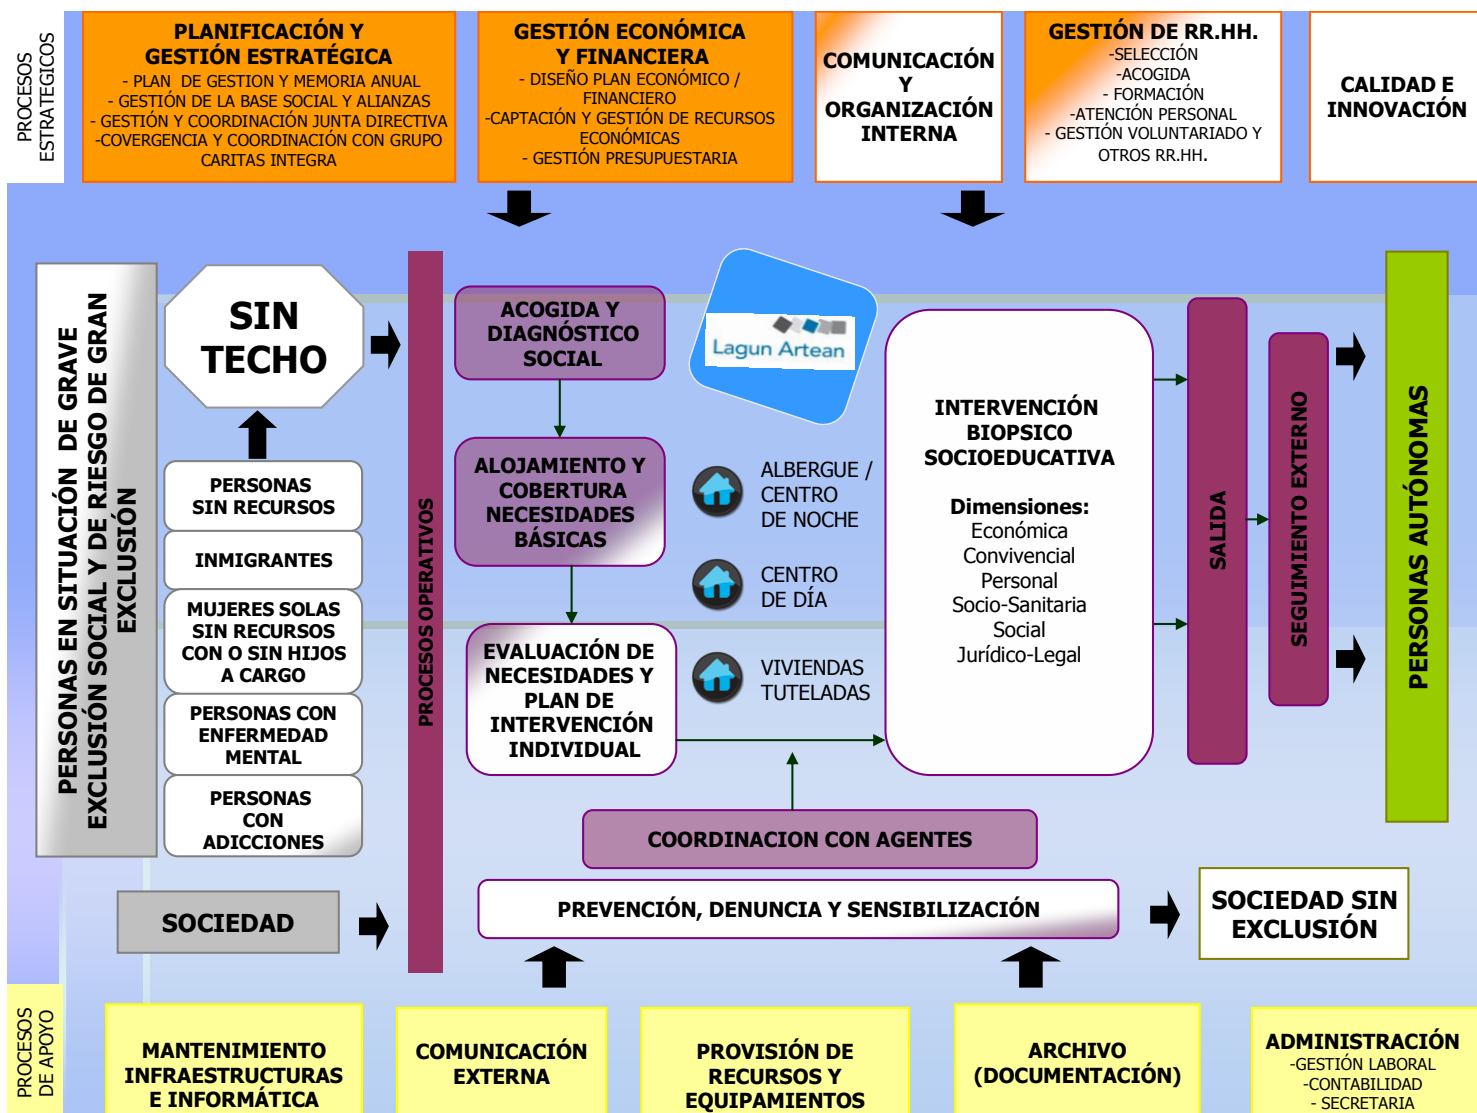 PROCESOS
ESTRATEGICOS
PLANIFICACIÓN Y
GESTIÓN ESTRATÉGICA
- PLAN DE GESTION Y MEMORIA ANUAL
- GESTIÓN DE LA BASE SOCIAL Y ALIANZAS
- GESTIÓN Y COORDINACIÓN JUNTA DIRECTIVA
-COVERGENCIA Y COORDINACIÓN CON GRUPO
CARITAS INTEGRA
GESTIÓN ECONÓMICA
Y FINANCIERA
- DISEÑO PLAN ECONÓMICO /
FINANCIERO
-CAPTACIÓN Y GESTIÓN DE RECURSOS
ECONÓMICAS
- GESTIÓN PRESUPUESTARIA
COMUNICACIÓN
Y
ORGANIZACIÓN
INTERNA
GESTIÓN DE RR.HH.
-SELECCIÓN
-ACOGIDA
- FORMACIÓN
-ATENCIÓN PERSONAL
- GESTIÓN VOLUNTARIADO Y
OTROS RR.HH.
CALIDAD E
INNOVACIÓN
PERSONAS EN SITUACIÓN DE GRAVE
EXCLUSIÓN SOCIAL Y DE RIESGO DE GRAN
EXCLUSIÓN
SIN
TECHO
PERSONAS
SIN RECURSOS
INMIGRANTES
MUJERES SOLAS
SIN RECURSOS
CON O SIN HIJOS
A CARGO
PERSONAS CON
ENFERMEDAD
MENTAL
PERSONAS
CON
ADICCIONES
SOCIEDAD
PROCESOS OPERATIVOS
ACOGIDA Y
DIAGNÓSTICO
SOCIAL
ALOJAMIENTO Y
COBERTURA
NECESIDADES
BÁSICAS
EVALUACIÓN DE
NECESIDADES Y
PLAN DE
INTERVENCIÓN
INDIVIDUAL
Lagun Artean
ALBERGUE /
CENTRO
DE NOCHE
CENTRO
DE DÍA
VIVIENDAS
TUTELADAS
INTERVENCIÓN
BIOPSICO
SOCIOEDUCATIVA
Dimensiones:
Económica
Convivencial
Personal
Socio-Sanitaria
Social
Jurídico-Legal
SALIDA
SEGUIMIENTO EXTERNO
PERSONAS AUTÓNOMAS
COORDINACION CON AGENTES
PREVENCIÓN, DENUNCIA Y SENSIBILIZACIÓN
SOCIEDAD SIN
EXCLUSIÓN
PROCESOS
DE APOYO
MANTENIMIENTO
INFRAESTRUCTURAS
E INFORMÁTICA
COMUNICACIÓN
EXTERNA
PROVISIÓN DE
RECURSOS Y
EQUIPAMIENTOS
ARCHIVO
(DOCUMENTACIÓN)
ADMINISTRACIÓN
-GESTIÓN LABORAL
-CONTABILIDAD
- SECRETARIA